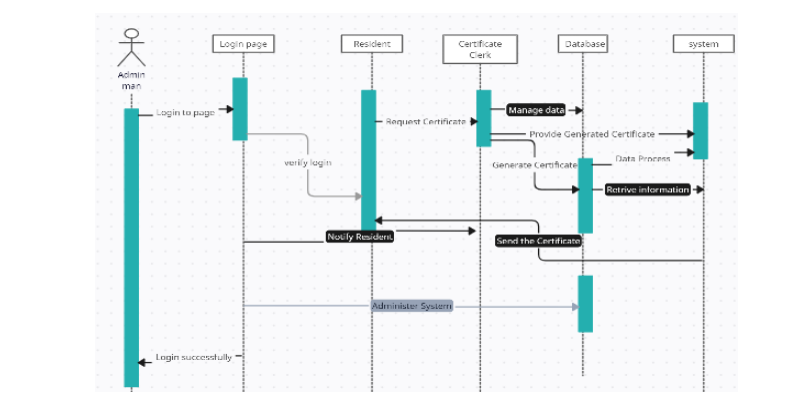 Login page
Resident
Certificate
Clerk
Database
system
Admin
man
Login to page
Request Certificate
Manage data
Provide Generated Certificate
verify login
Generate Certificate
Data Process
Retrive information
Notify Resident
Send the Certificate
Administer System
Login successfully